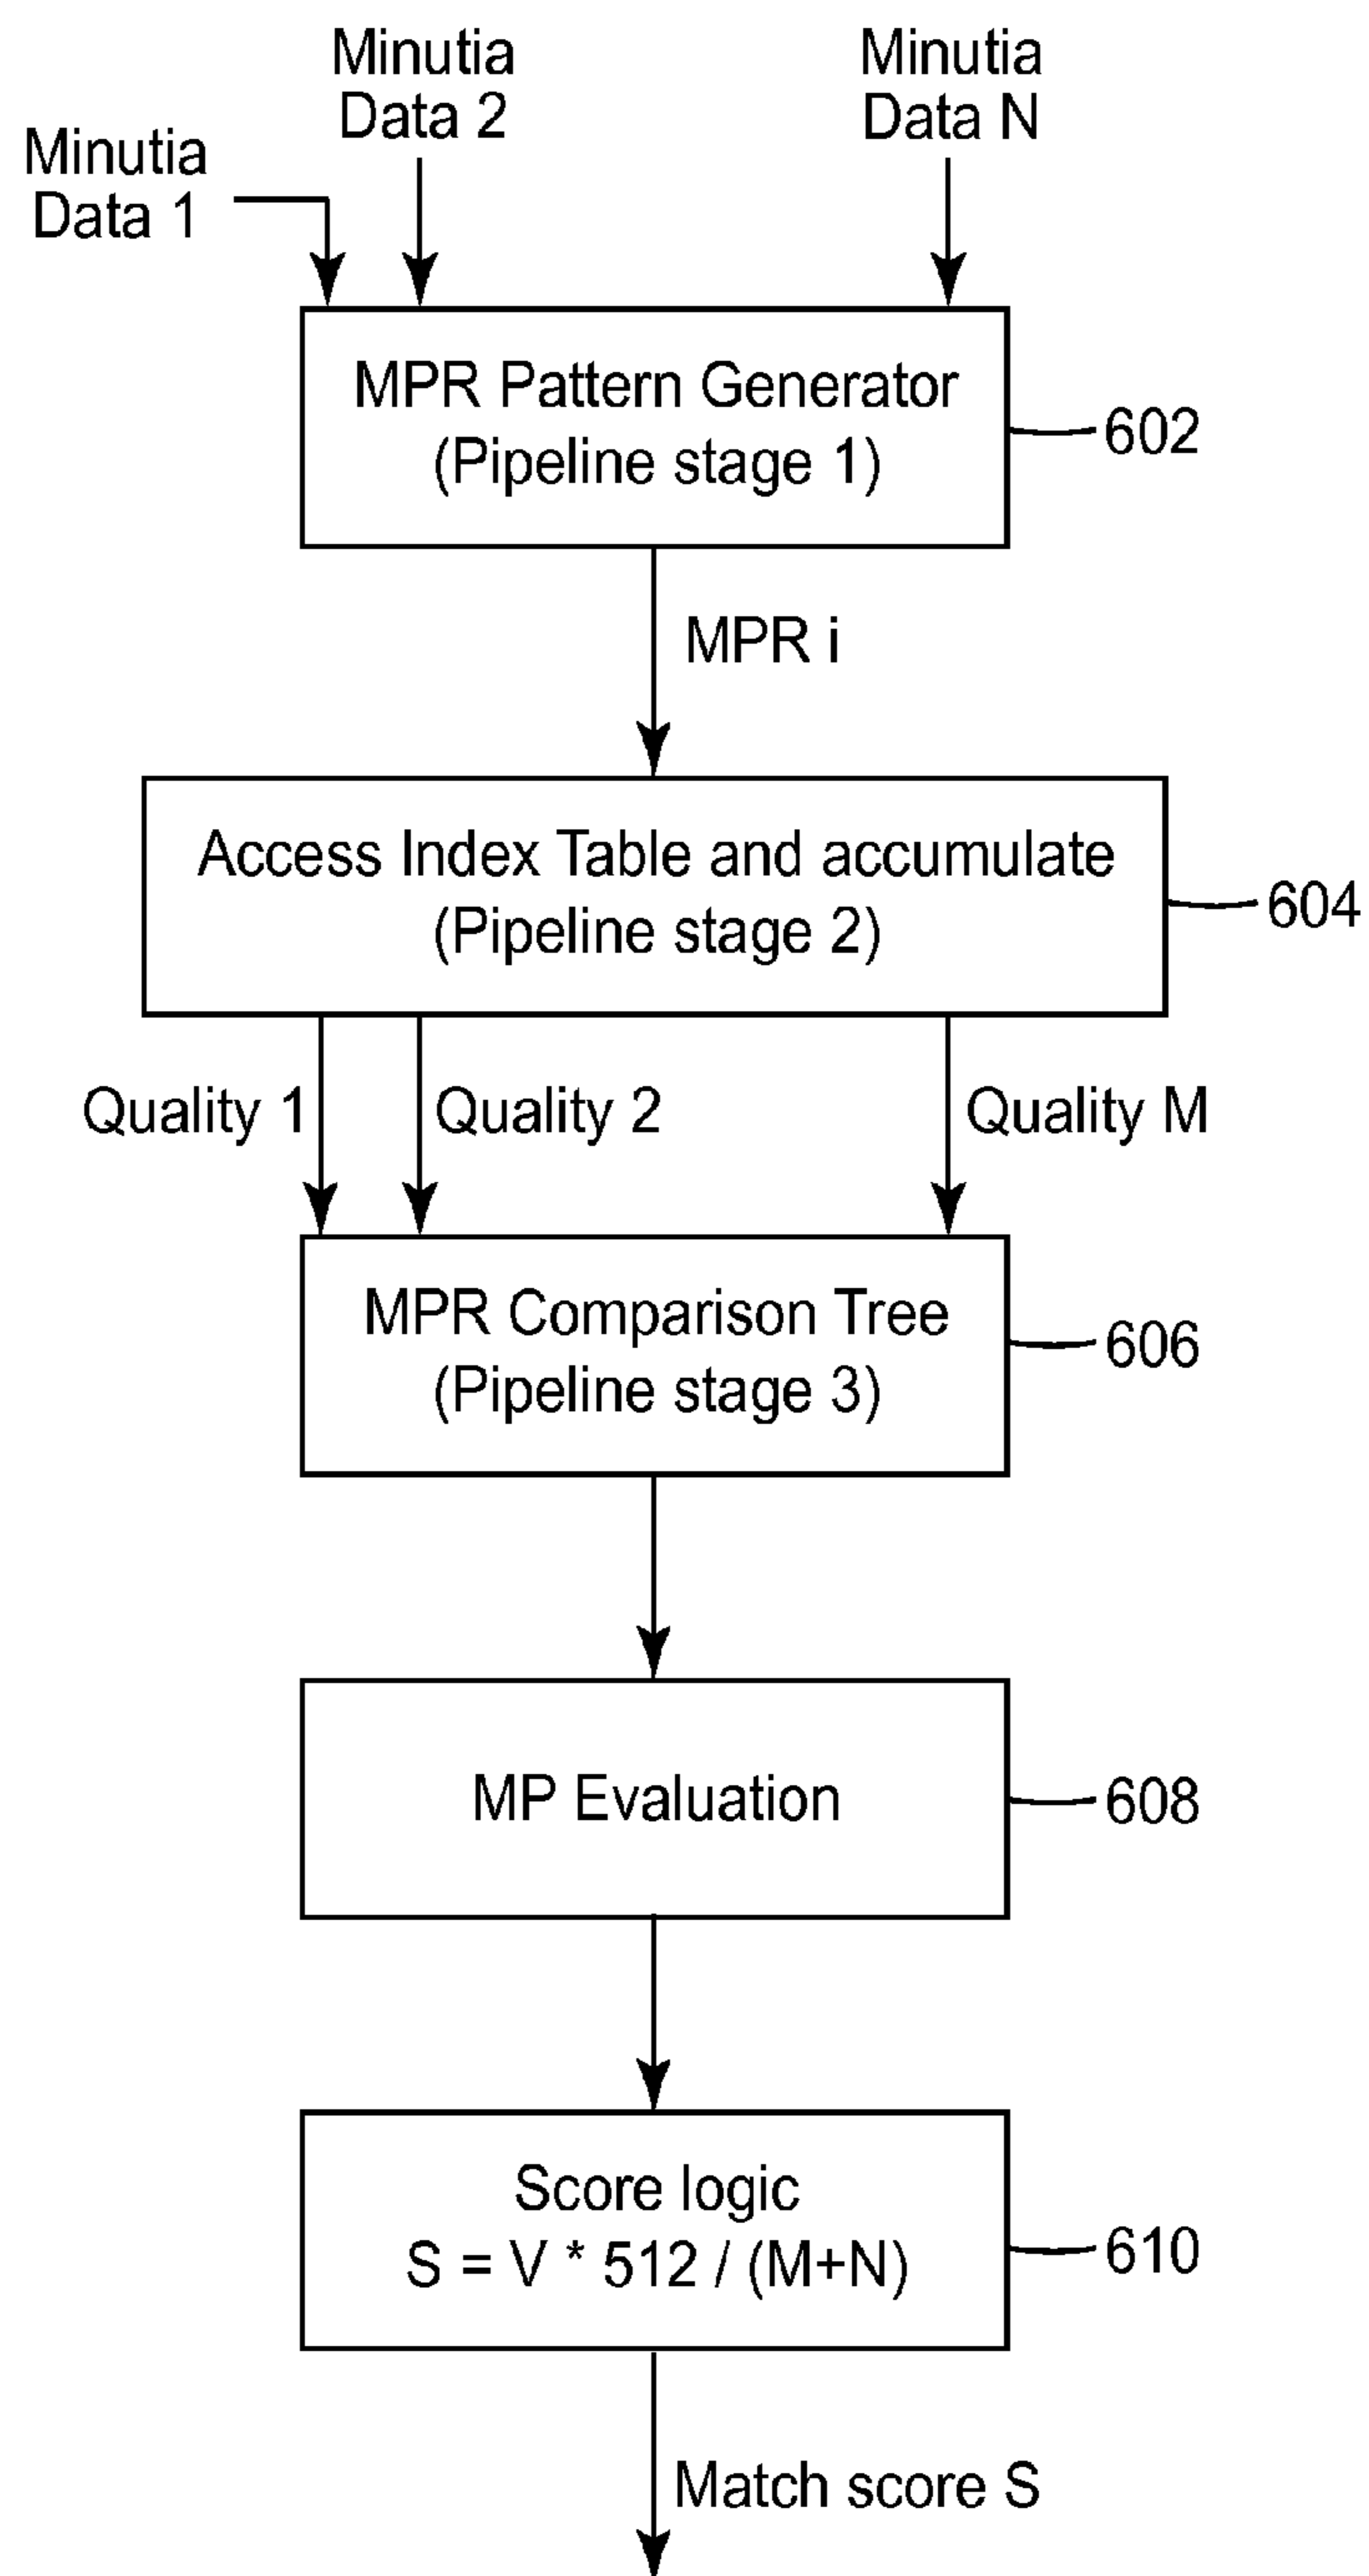 Minutia
Data 1
Minutia
Data 2
Minutia
Data N
MPR Pattern Generator
(Pipeline stage 1)
602
MPR i
Access Index Table and accumulate
(Pipeline stage 2)
604
Quality 1
Quality 2
Quality M
MPR Comparison Tree
(Pipeline stage 3)
606
MP Evaluation
608
Score logic
S = V * 512 / (M+N)
610
Match score S